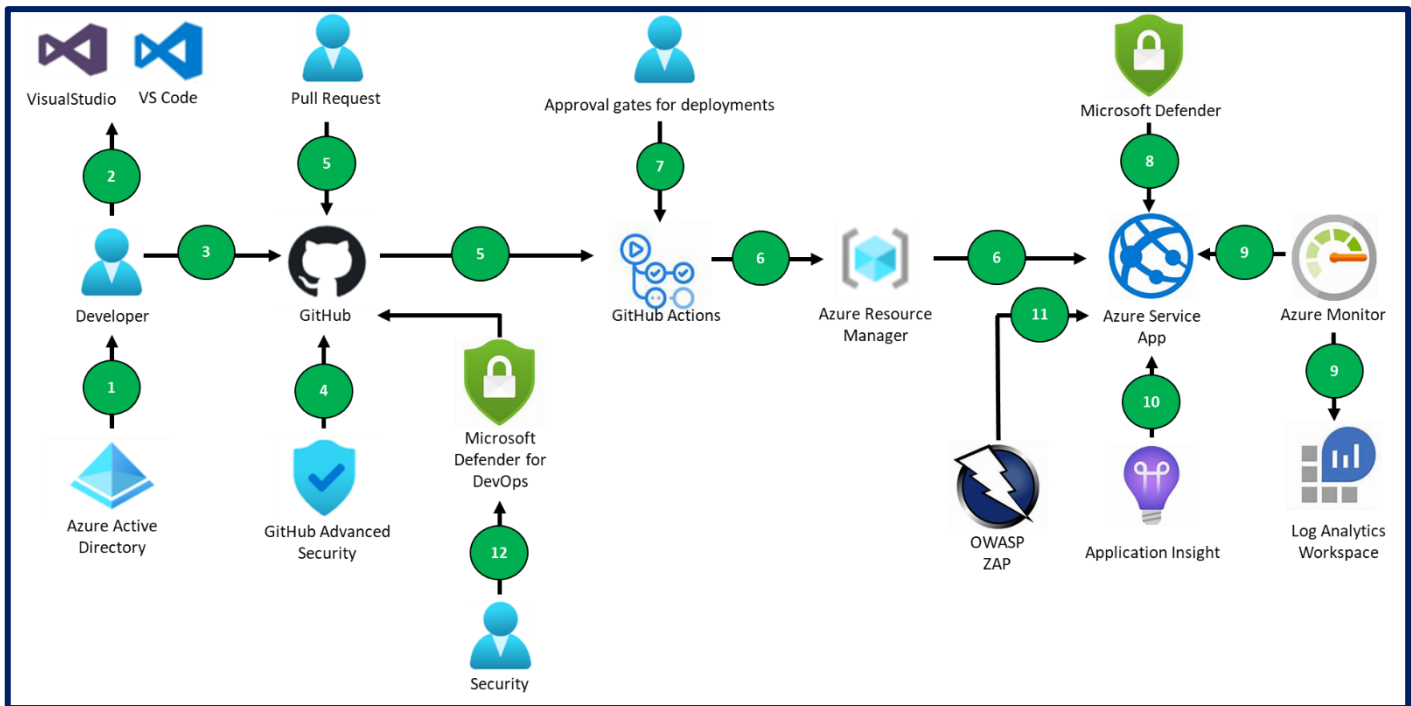 VisualStudio
VS Code
Pull Request
Approval gates for deployments
Microsoft Defender
2
5
7
8
3
5
6
6
9
Developer
GitHub
GitHub Actions
Azure Resource
Manager
11
Azure Service
App
Azure Monitor
1
4
10
9
Microsoft
Defender for
DevOps
Azure Active
Directory
GitHub Advanced
Security
12
OWASP
ZAP
Application Insight
Log Analytics
Workspace
Security